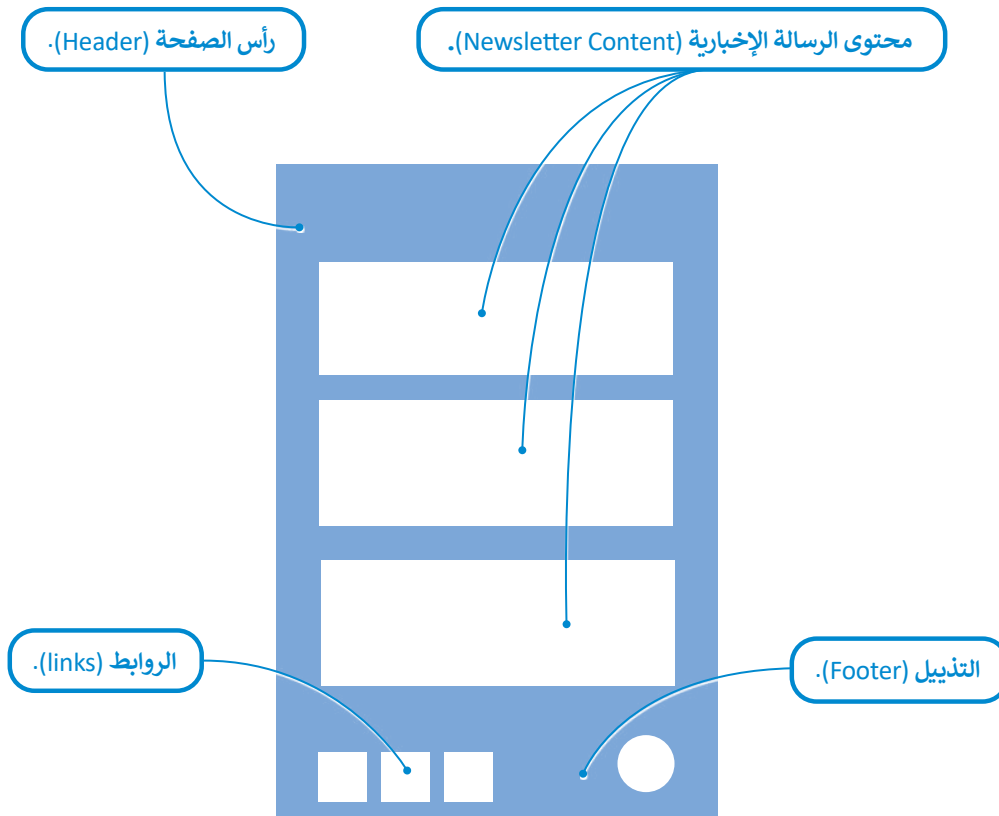 محتوى الرسالة الإخبارية (Newsletter Content).
رأس الصفحة (Header).
التذييل (Footer).
الروابط (links).